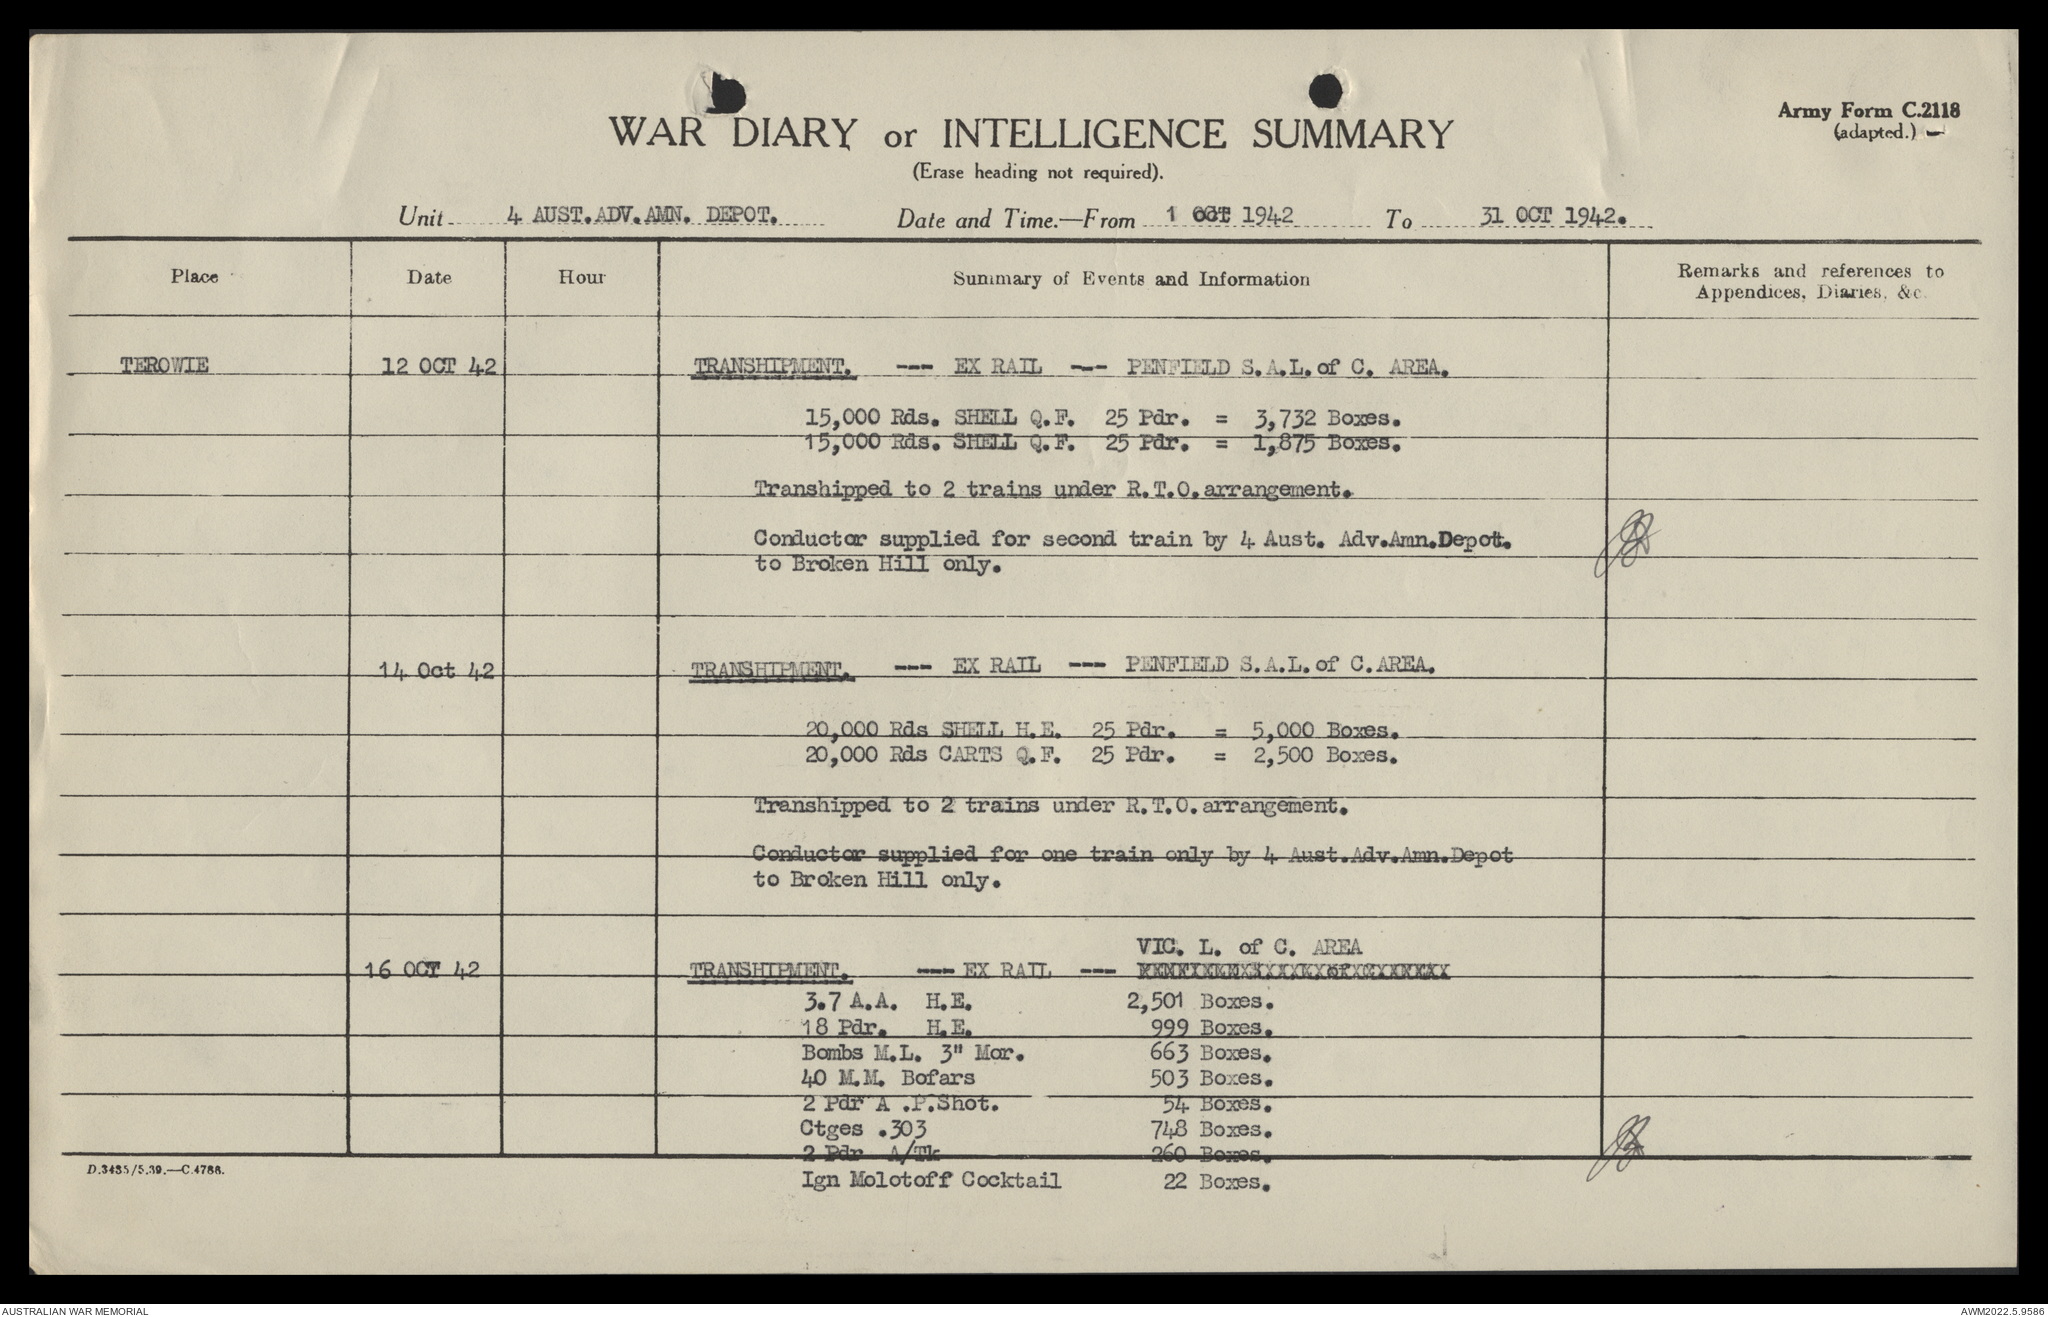 Army Form C.2118
(adapted.)
WAR DIARY or INTELLIGENCE SUMMARY
(Erase heading not required).
Unit 4 AUST.ADV.AMN. DEPOT. Date and Time.—From 1 OCT 1942 To 31 OCT 1942.
Place Date Hour Summary of Events and Information Remarks and references to
Appendices, Diaries, &c.
TEROWIE 12 OCT 42 TRANSHIPMENT. --- EX RAIL --- PENFIELD S.A.L.of C. AREA.
15,000 Rds. SHELL Q.F. 25 Pdr. = 3,732 Boxes.
15,000 Rds. SHELL Q.F. 25 Pdr. = 1,875 Boxes.
Transhipped to 2 trains under R.T.O.arrangement.
Conductor supplied for second train by 4 Aust. Adv.Amn.Depot.
to Broken Hill only.
14 Oct 42 TRANSHIPMENT. --- EX RAIL --- PENFIELD S.A.L.of C.AREA.
20,000 Rds SHELL H.E. 25 Pdr. = 5,000 Boxes.
20,000 Rds CARTS Q.F. 25 Pdr. = 2,500 Boxes.
Transhipped to 2 trains under R.T.O.arrangement.
Conductor supplied for one train only by 4 Aust.Adv.Amn.Depot
to Broken Hill only.
VIC. L. of C. AREA
16 OCT 42 TRANSHIPMENT. --- EX RAIL ---
3.7 A.A. H.E. 2,501 Boxes.
18 Pdr. H.E. 999 Boxes.
Bombs M.L. 3" Mor. 663 Boxes.
40 M.M. Bofars 503 Boxes.
2 Pdr A .P.Shot. 54 Boxes.
Ctges .303 748 Boxes.
2 Pdr A/Tk 260 Boxes.
Ign Molotoff Cocktail 22 Boxes.
D.3435/5.39.—C.4788.
AUSTRALIAN WAR MEMORIAL AWM2022.5.9586